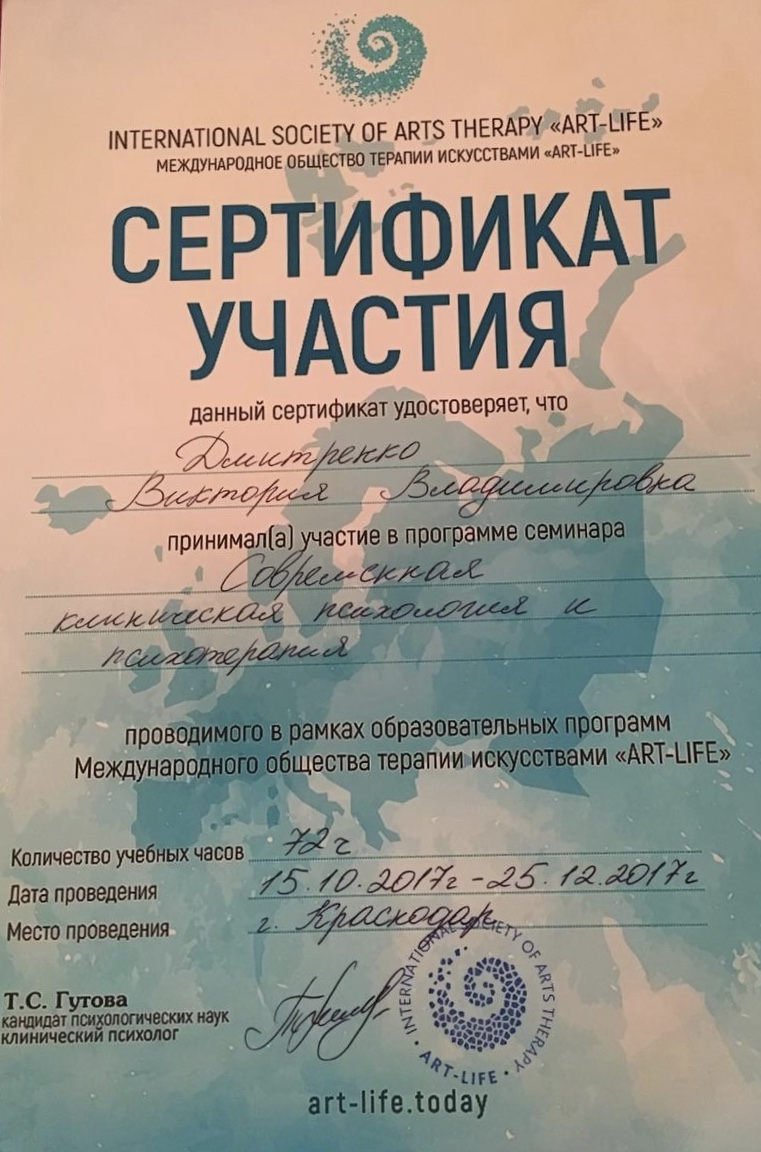 INTERNATIONAL SOCIETY OF ARTS THERAPY «ART-LIFE»
МЕЖДУНАРОДНОЕ ОБЩЕСТВО ТЕРАПИИ ИСКУССТВАМИ «ART-LIFE»
СЕРТИФИКАТ
УЧАСТИЯ
данный сертификат удостоверяет, что
Дмитренко
Виктория Владимировна
принимал(а) участие в программе семинара
Современная
клиническая психология и
психотерапия
проводимого в рамках образовательных программ
Международного общества терапии искусствами «ART-LIFE»
Количество учебных часов 72 ч
Дата проведения 15.10.2017г - 25.12.2017г
Место проведения г. Краснодар
Т.С. Гутова
кандидат психологических наук
клинический психолог
INTERNATIONAL SOCIETY OF ARTS THERAPY
• ART-LIFE •
art-life.today